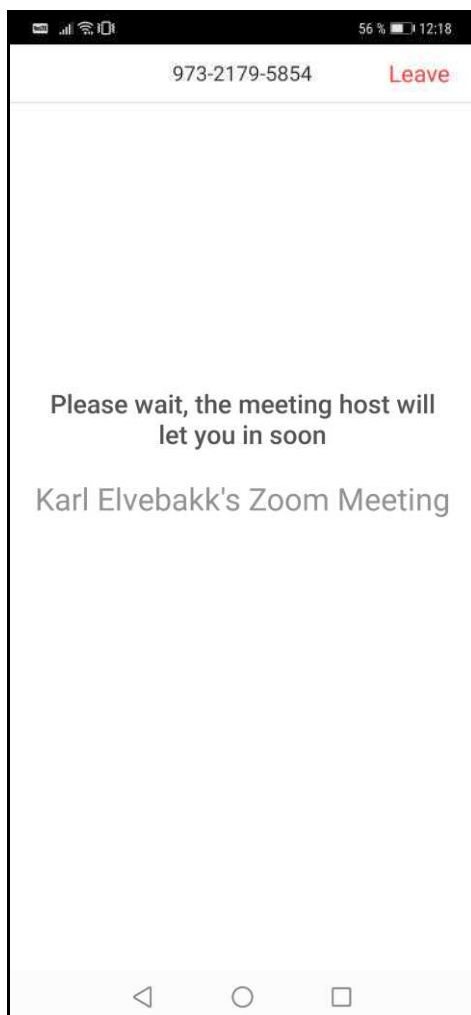 56 % 12:18
973-2179-5854 Leave
Please wait, the meeting host will
let you in soon
Karl Elvebakk's Zoom Meeting